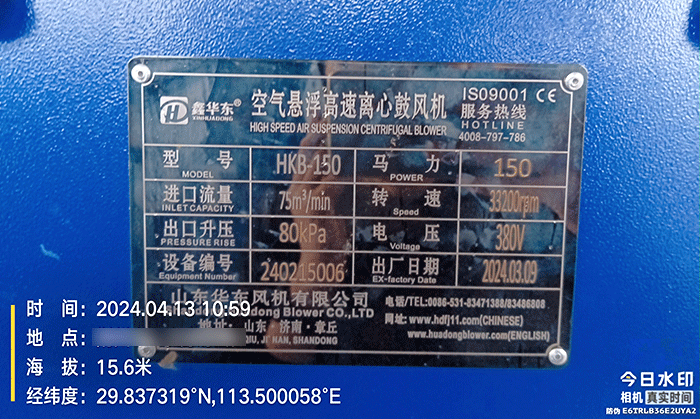 鑫华东®
XINHUADONG
空气悬浮高速离心鼓风机
HIGH SPEED AIR SUSPENSION CENTRIFUGAL BLOWER
ISO9001 CE
服务热线
HOTLINE
4008-797-786
型号 MODEL HKB-150 马力 POWER 150
进口流量 INLET CAPACITY 75m³/min 转速 Speed 33200rpm
出口升压 PRESSURE RISE 80kPa 电压 Voltage 380V
设备编号 Equipment Number 240215006 出厂日期 EX-factory Date 2024.03.09
山东华东风机有限公司
Huadong Blower CO.,LTD
地址: 山东·济南·章丘
QIU, JI'NAN, SHANDONG
电话/TEL:0086-531-83471388/83486808
网址: www.hdfj11.com(CHINESE)
www.huadongblower.com(ENGLISH)
时 间: 2024.04.13 10:59
地 点:
海 拔: 15.6米
经纬度: 29.837319°N,113.500058°E
今日水印
相机 真实时间
防伪 E6TRLB36E2UYA2